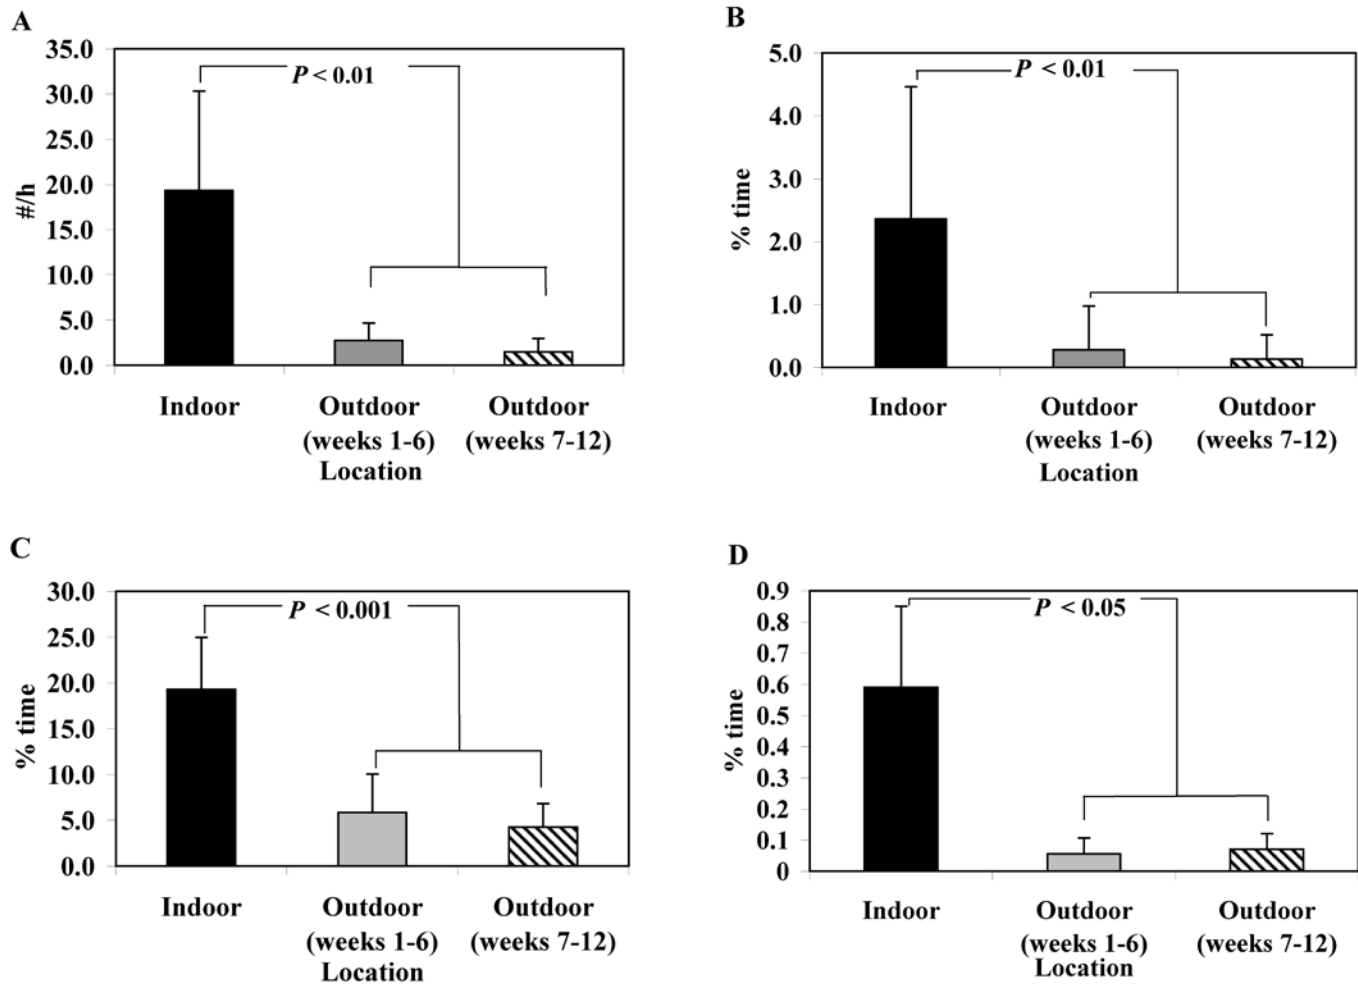 A
35.0
30.0
25.0
20.0
15.0
10.0
5.0
0.0
#/h
P < 0.01
Indoor
Outdoor
(weeks 1-6)
Outdoor
(weeks 7-12)
Location
B
5.0
4.0
3.0
2.0
1.0
0.0
% time
P < 0.01
Indoor
Outdoor
(weeks 1-6)
Outdoor
(weeks 7-12)
Location
C
30.0
25.0
20.0
15.0
10.0
5.0
0.0
% time
P < 0.001
Indoor
Outdoor
(weeks 1-6)
Outdoor
(weeks 7-12)
Location
D
0.9
0.8
0.7
0.6
0.5
0.4
0.3
0.2
0.1
0
% time
P < 0.05
Indoor
Outdoor
(weeks 1-6)
Outdoor
(weeks 7-12)
Location